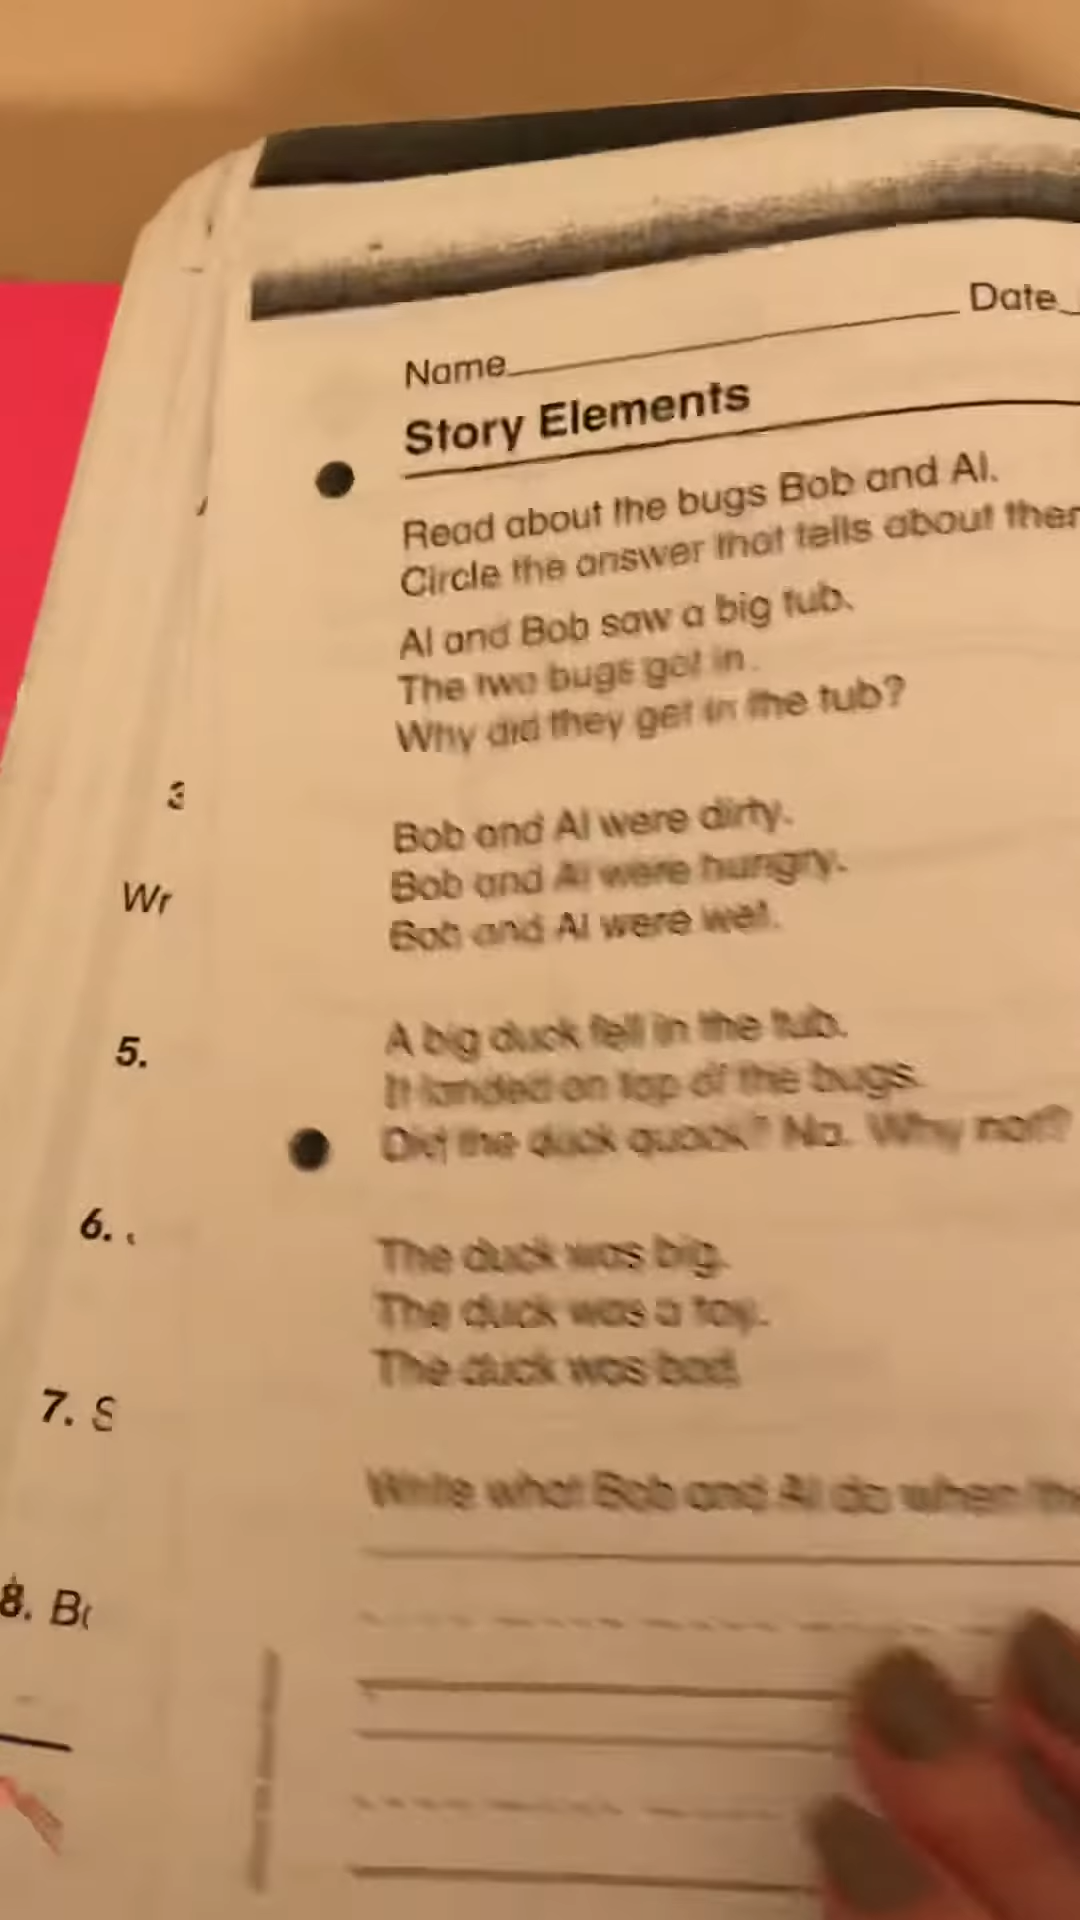 Name Date
Story Elements
Read about the bugs Bob and Al.
Circle the answer that tells about
Al and Bob saw a big tub.
The two bugs got in.
Why did they get in the tub?
Bob and Al were dirty.
Bob and Al were hungry.
Bob and Al were wet.
A big duck fell in the tub.
It landed on top of the bugs.
Did the duck quack? No. Why not?
The duck was big.
The duck was a toy.
The duck was bad.
Write what Bob and Al do when
3
Wr
5.
6.
7. S
8. B